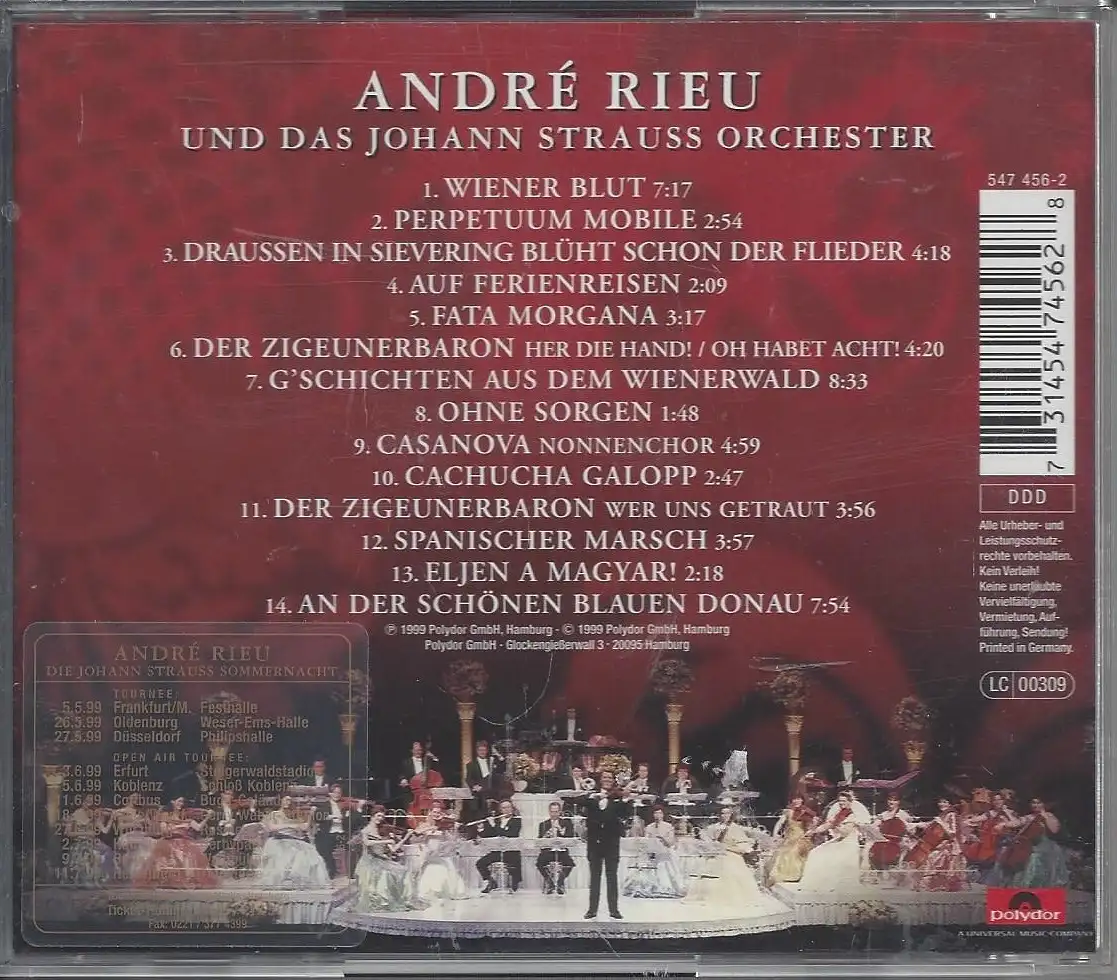 ANDRÉ RIEU
UND DAS JOHANN STRAUSS ORCHESTER
1. WIENER BLUT 7:17
2. PERPETUUM MOBILE 2:54
3. DRAUSSEN IN SIEVERING BLÜHT SCHON DER FLIEDER 4:18
4. AUF FERIENREISEN 2:09
5. FATA MORGANA 3:17
6. DER ZIGEUNERBARON HER DIE HAND! / OH HABET ACHT! 4:20
7. G'SCHICHTEN AUS DEM WIENERWALD 8:33
8. OHNE SORGEN 1:48
9. CASANOVA NONNENCHOR 4:59
10. CACHUCHA GALOPP 2:47
11. DER ZIGEUNERBARON WER UNS GETRAUT 3:56
12. SPANISCHER MARSCH 3:57
13. ELJEN A MAGYAR! 2:18
14. AN DER SCHÖNEN BLAUEN DONAU 7:54
℗ 1999 Polydor GmbH, Hamburg · © 1999 Polydor GmbH, Hamburg
Polydor GmbH · Glockengießerwall 3 · 20095 Hamburg
547 456-2
7 31454 74562 8
DDD
Alle Urheber- und
Leistungsschutz-
rechte vorbehalten.
Kein Verleih!
Keine unerlaubte
Vervielfältigung,
Vermietung, Auf-
führung, Sendung!
Printed in Germany.
LC 00309
ANDRÉ RIEU
DIE JOHANN STRAUSS SOMMERNACHT
TOURNEE:
5.5.99 Frankfurt/M. Festhalle
26.5.99 Oldenburg Weser-Ems-Halle
27.5.99 Düsseldorf Philipshalle
OPEN AIR TOURNEE:
3.6.99 Erfurt Steigerwaldstadion
5.6.99 Koblenz Schloß Koblenz
Fax: 0221 / 377 4399
polydor
A UNIVERSAL MUSIC COMPANY